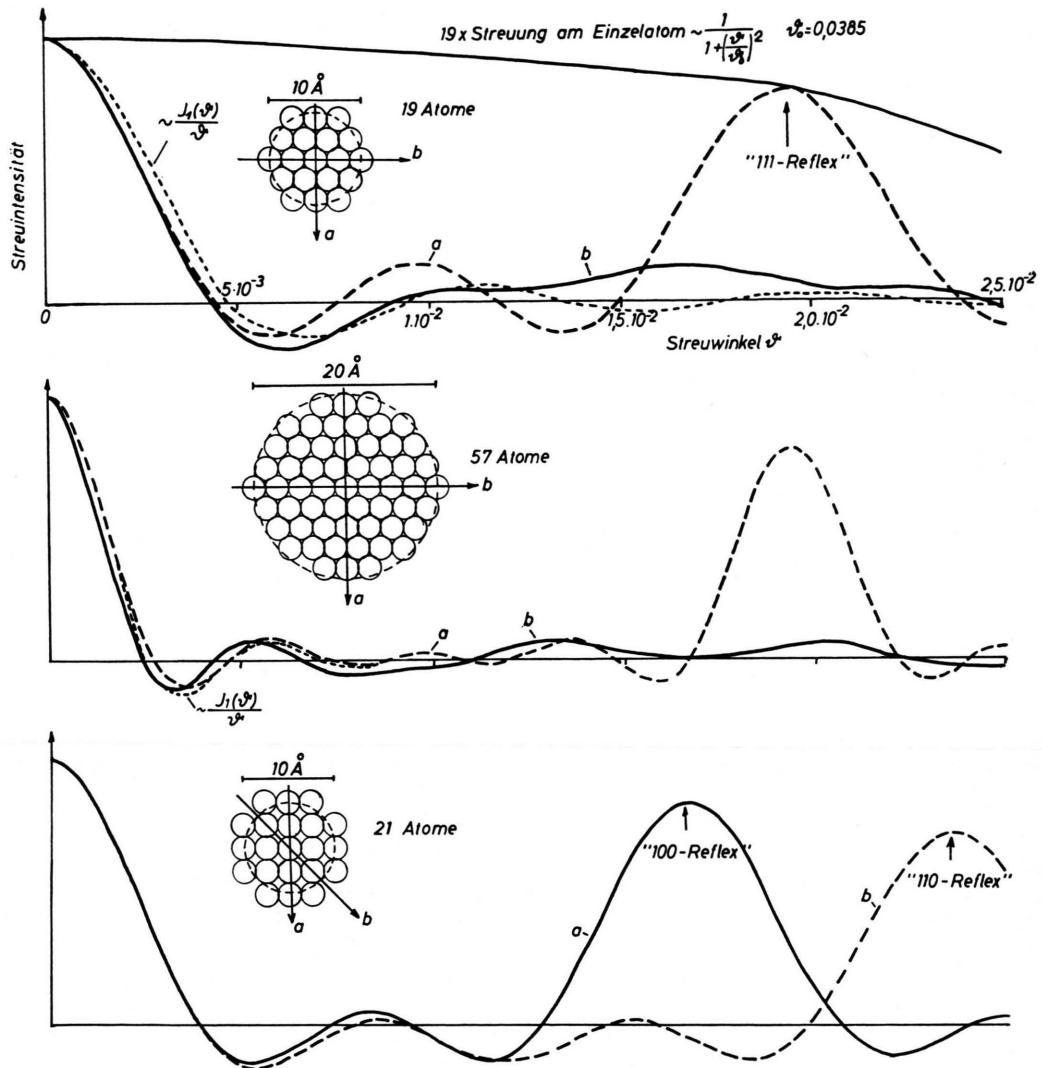 19 x Streuung am Einzelatom ~ 1/(1+(ϑ/ϑ₀)²) ϑ₀=0,0385
10 Å
19 Atome
~ J₁(ϑ)/ϑ
b
a
"111-Reflex"
Streuintensität
a
b
0
5·10⁻³
1·10⁻²
1,5·10⁻²
2,0·10⁻²
2,5·10⁻²
Streuwinkel ϑ
20 Å
57 Atome
b
a
a
b
~ J₁(ϑ)/ϑ
10 Å
21 Atome
b
a
"100-Reflex"
"110-Reflex"
a
b